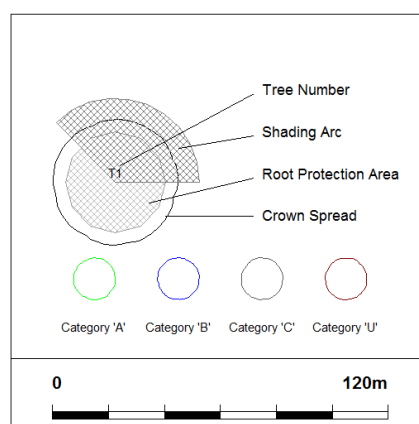 Tree Number
Shading Arc
T1
Root Protection Area
Crown Spread
Category 'A' Category 'B' Category 'C' Category 'U'
0 120m